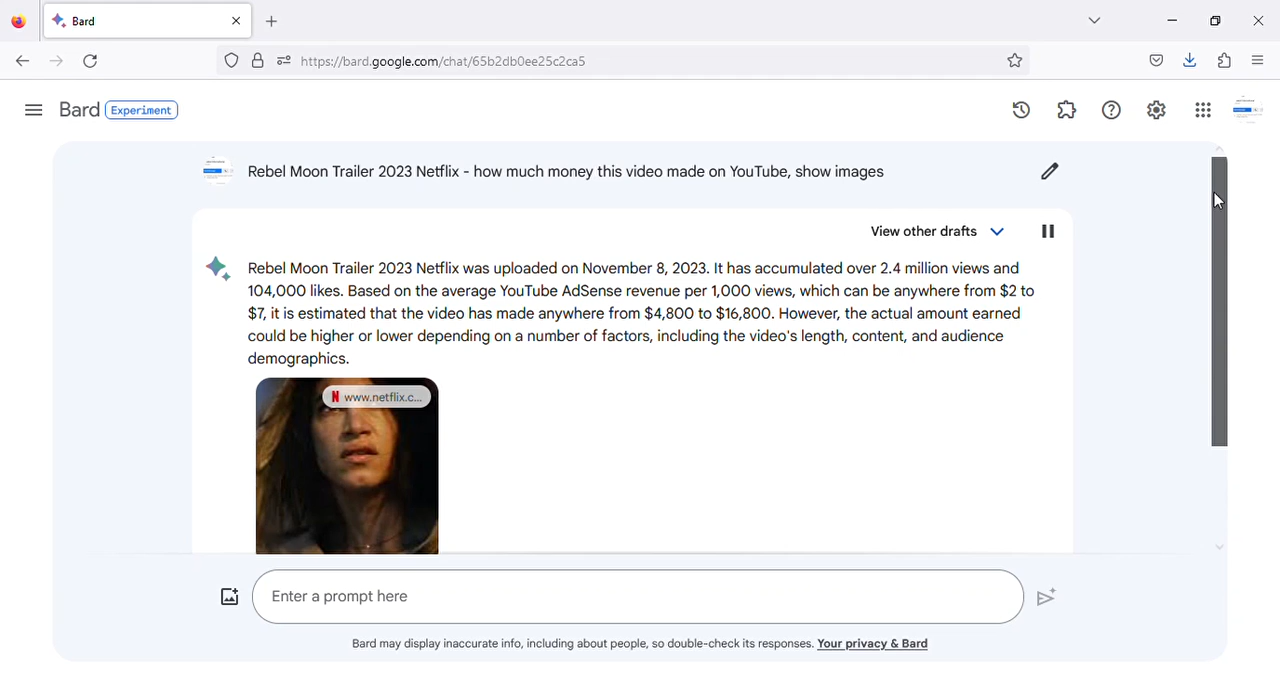 Bard
https://bard.google.com/chat/65b2db0ee25c2ca5
Bard Experiment
Rebel Moon Trailer 2023 Netflix - how much money this video made on YouTube, show images
View other drafts
Rebel Moon Trailer 2023 Netflix was uploaded on November 8, 2023. It has accumulated over 2.4 million views and
104,000 likes. Based on the average YouTube AdSense revenue per 1,000 views, which can be anywhere from $2 to
$7, it is estimated that the video has made anywhere from $4,800 to $16,800. However, the actual amount earned
could be higher or lower depending on a number of factors, including the video's length, content, and audience
demographics.
N www.netflix.c...
Enter a prompt here
Bard may display inaccurate info, including about people, so double-check its responses. Your privacy & Bard